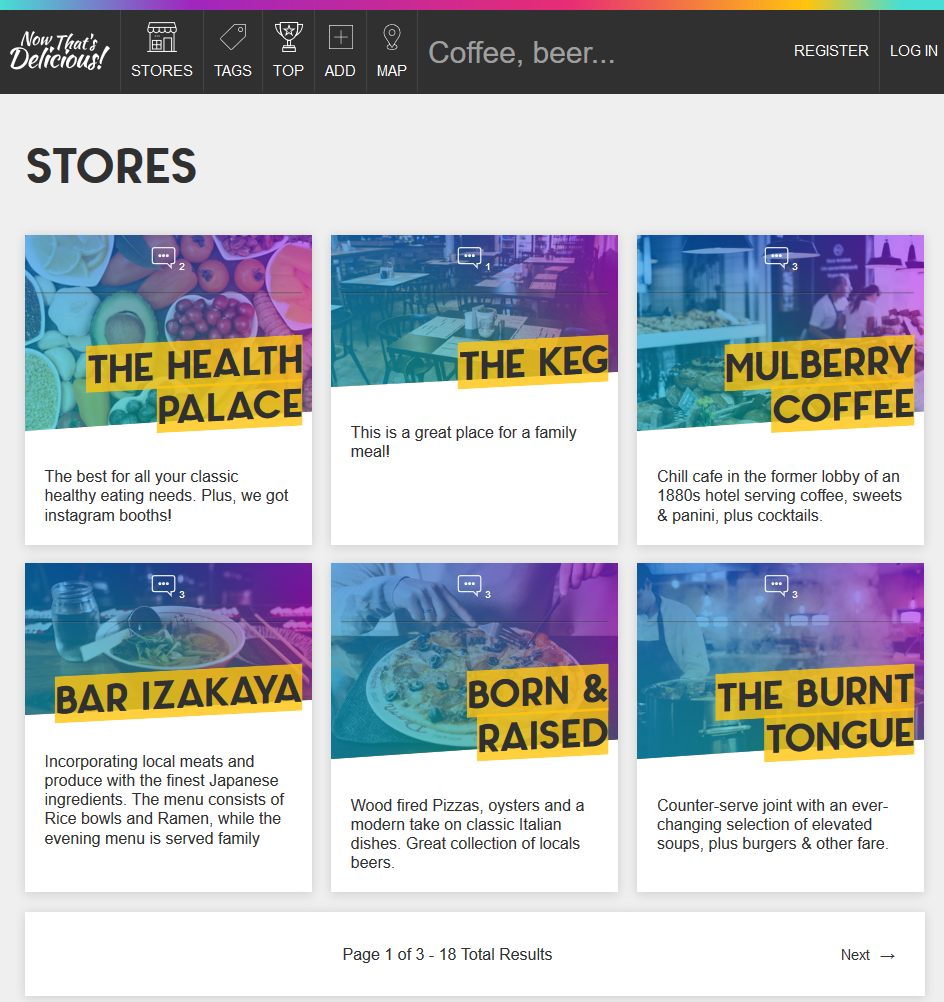 Now That's
Delicious!
STORES
TAGS
TOP
ADD
MAP
Coffee, beer...
REGISTER
LOG IN
STORES
2
THE HEALTH
PALACE
The best for all your classic
healthy eating needs. Plus, we got
instagram booths!
1
THE KEG
This is a great place for a family
meal!
3
MULBERRY
COFFEE
Chill cafe in the former lobby of an
1880s hotel serving coffee, sweets
& panini, plus cocktails.
3
BAR IZAKAYA
Incorporating local meats and
produce with the finest Japanese
ingredients. The menu consists of
Rice bowls and Ramen, while the
evening menu is served family
3
BORN &
RAISED
Wood fired Pizzas, oysters and a
modern take on classic Italian
dishes. Great collection of locals
beers.
3
THE BURNT
TONGUE
Counter-serve joint with an ever-
changing selection of elevated
soups, plus burgers & other fare.
Page 1 of 3 - 18 Total Results
Next →